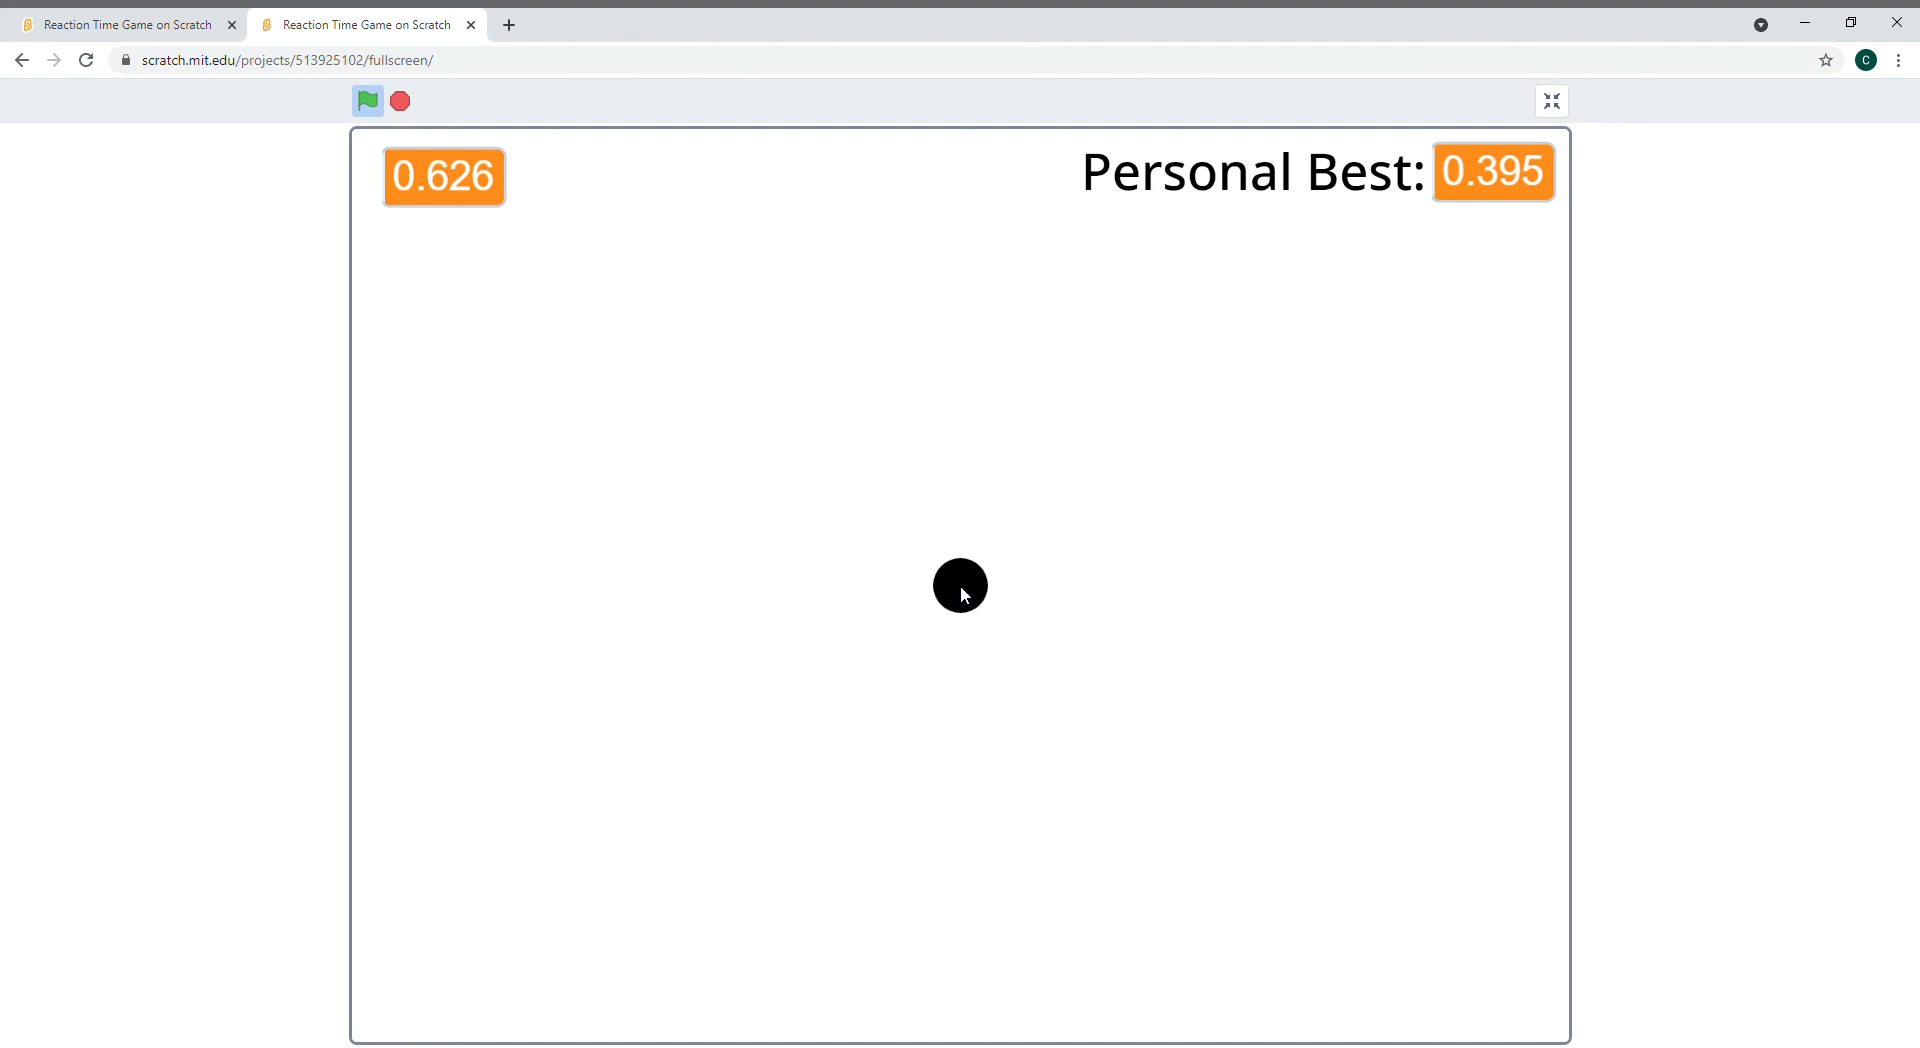 Reaction Time Game on Scratch
Reaction Time Game on Scratch
scratch.mit.edu/projects/513925102/fullscreen/
C
0.626
Personal Best: 0.395